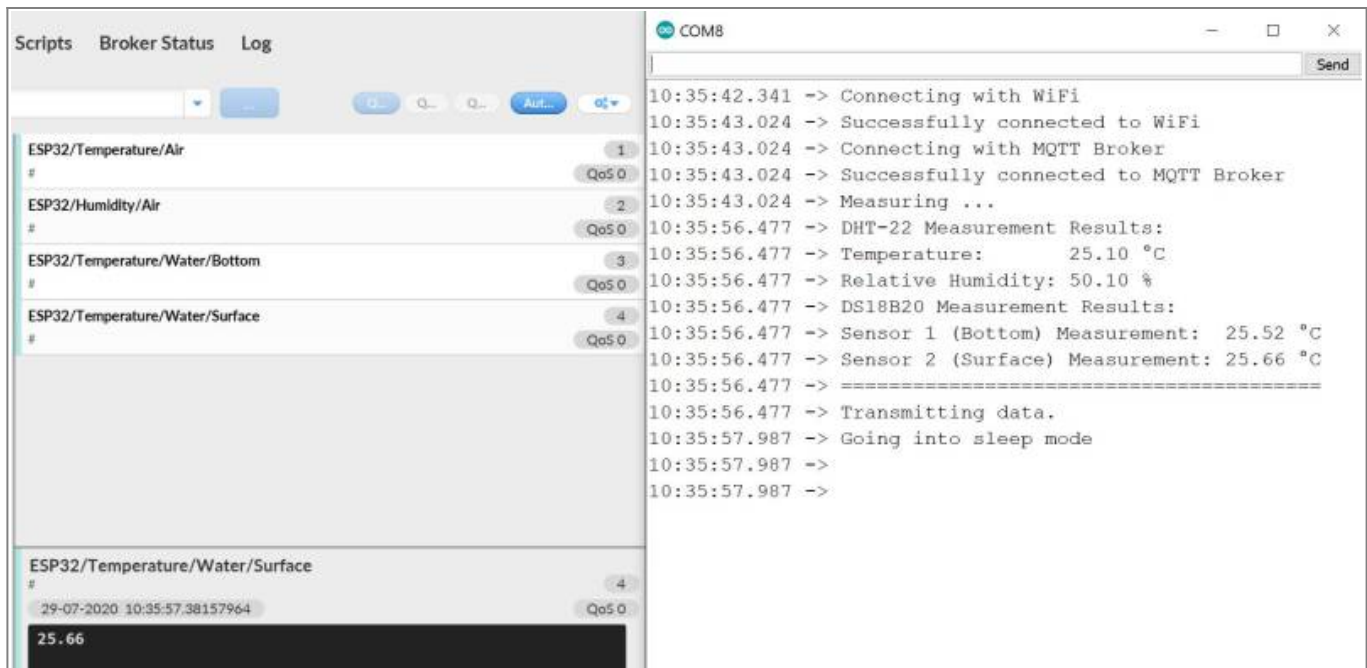 Scripts Broker Status Log
... Q... Q... Q... Aut...
ESP32/Temperature/Air 1
# QoS 0
ESP32/Humidity/Air 2
# QoS 0
ESP32/Temperature/Water/Bottom 3
# QoS 0
ESP32/Temperature/Water/Surface 4
# QoS 0
ESP32/Temperature/Water/Surface
# 4
29-07-2020 10:35:57.38157964 QoS 0
25.66
COM8
Send
10:35:42.341 -> Connecting with WiFi
10:35:43.024 -> Successfully connected to WiFi
10:35:43.024 -> Connecting with MQTT Broker
10:35:43.024 -> Successfully connected to MQTT Broker
10:35:43.024 -> Measuring ...
10:35:56.477 -> DHT-22 Measurement Results:
10:35:56.477 -> Temperature: 25.10 °C
10:35:56.477 -> Relative Humidity: 50.10 %
10:35:56.477 -> DS18B20 Measurement Results:
10:35:56.477 -> Sensor 1 (Bottom) Measurement: 25.52 °C
10:35:56.477 -> Sensor 2 (Surface) Measurement: 25.66 °C
10:35:56.477 -> ========================================
10:35:56.477 -> Transmitting data.
10:35:57.987 -> Going into sleep mode
10:35:57.987 ->
10:35:57.987 ->